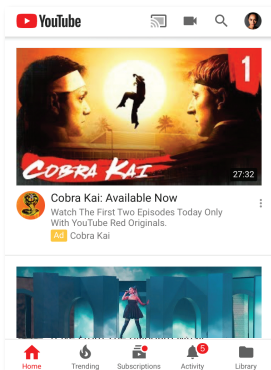 YouTube
1
COBRA KAI
27:32
Cobra Kai: Available Now
Watch The First Two Episodes Today Only
With YouTube Red Originals.
Ad Cobra Kai
5
Home Trending Subscriptions Activity Library